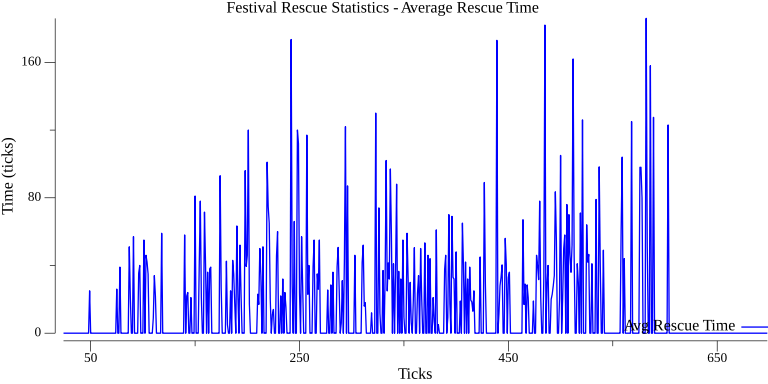 Festival Rescue Statistics - Average Rescue Time
Time (ticks)
160
80
0
Avg Rescue Time
50
250
450
650
Ticks